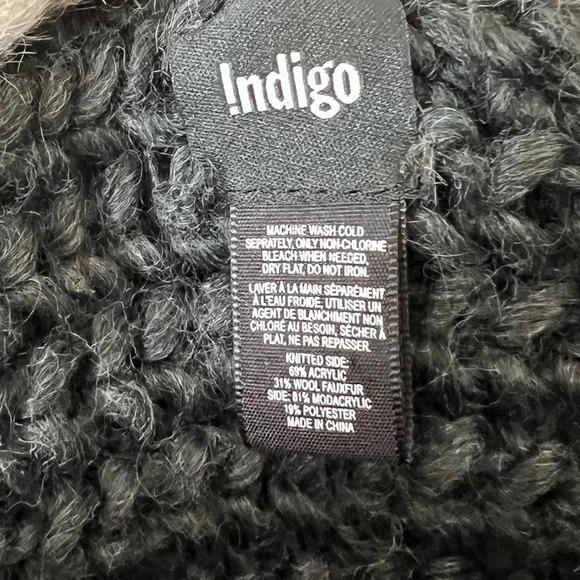 !ndigo
MACHINE WASH COLD
SEPRATELY, ONLY NON-CHLORINE
BLEACH WHEN NEEDED,
DRY FLAT, DO NOT IRON.
LAVER À LA MAIN SÉPARÉMENT
À L'EAU FROIDE, UTILISER UN
AGENT DE BLANCHIMENT NON
CHLORÉ AU BESOIN, SÉCHER À
PLAT, NE PAS REPASSER.
KNITTED SIDE:
69% ACRYLIC
31% WOOL FAUXFUR
SIDE: 81% MODACRYLIC
19% POLYESTER
MADE IN CHINA